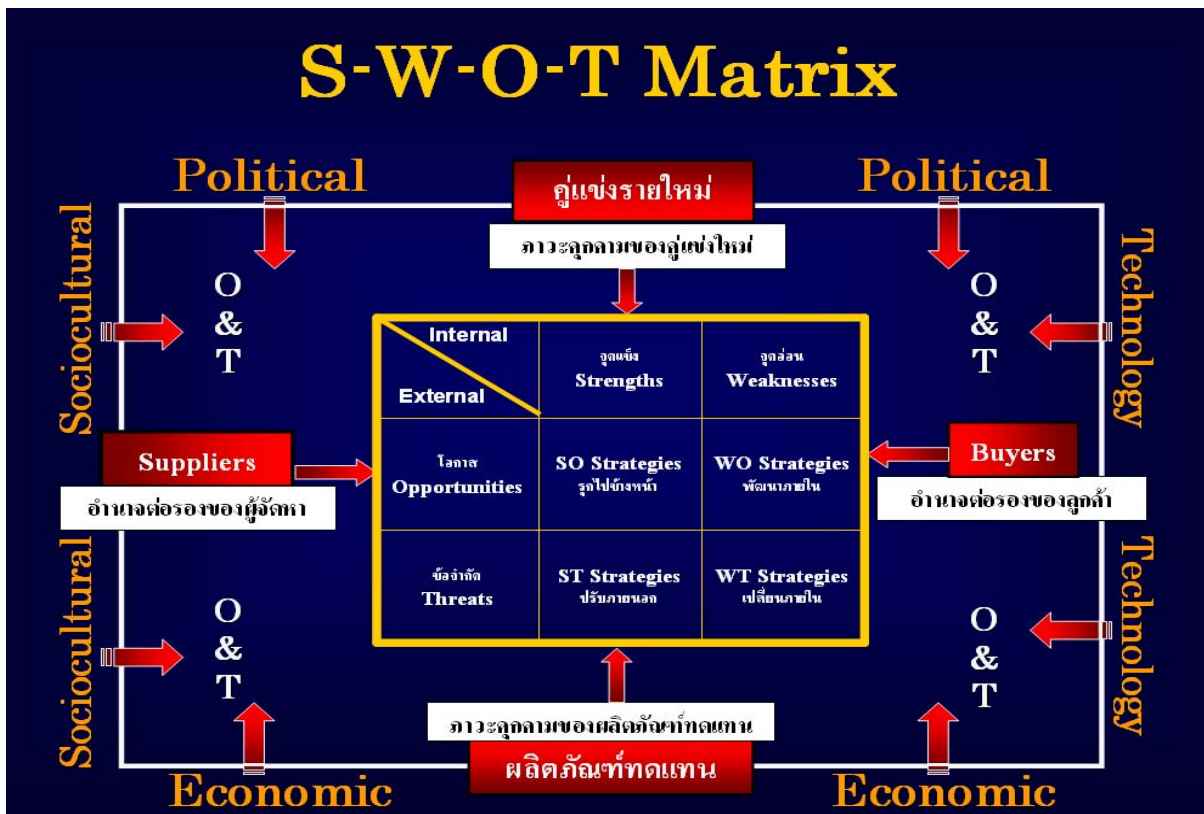 S-W-O-T Matrix
Political
คู่แข่งรายใหม่
Political
ภาวะคุกคามของคู่แข่งใหม่
Sociocultural
O
&
T
O
&
T
Technology
Internal
External
จุดแข็ง
Strengths
จุดอ่อน
Weaknesses
Suppliers
อำนาจต่อรองของผู้จัดหา
โอกาส
Opportunities
SO Strategies
รุกไปข้างหน้า
WO Strategies
พัฒนาภายใน
Buyers
อำนาจต่อรองของลูกค้า
ข้อจำกัด
Threats
ST Strategies
ปรับภายนอก
WT Strategies
เปลี่ยนภายใน
Sociocultural
O
&
T
O
&
T
Technology
ภาวะคุกคามของผลิตภัณฑ์ทดแทน
ผลิตภัณฑ์ทดแทน
Economic
Economic